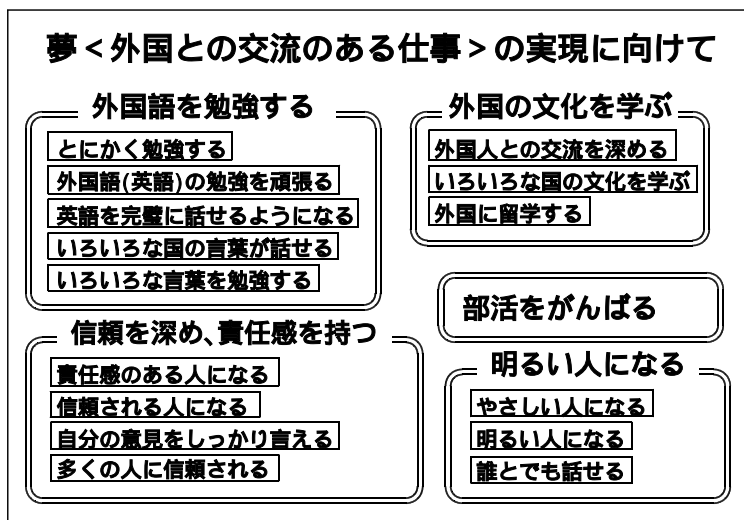 夢<外国との交流のある仕事>の実現に向けて
外国語を勉強する
とにかく勉強する
外国語(英語)の勉強を頑張る
英語を完璧に話せるようになる
いろいろな国の言葉が話せる
いろいろな言葉を勉強する
外国の文化を学ぶ
外国人との交流を深める
いろいろな国の文化を学ぶ
外国に留学する
部活をがんばる
信頼を深め、責任感を持つ
責任感のある人になる
信頼される人になる
自分の意見をしっかり言える
多くの人に信頼される
明るい人になる
やさしい人になる
明るい人になる
誰とでも話せる